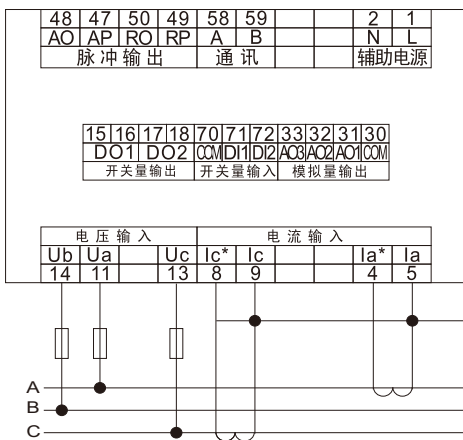 48 47 50 49 58 59 2 1
AO AP RO RP A B N L
脉冲输出 通讯 辅助电源
15 16 17 18 70 71 72 33 32 31 30
DO1 DO2 COM DI1 DI2 AO3 AO2 AO1 COM
开关量输出 开关量输入 模拟量输出
电压输入 电流输入
Ub Ua Uc Ic* Ic Ia* Ia
14 11 13 8 9 4 5
A
B
C